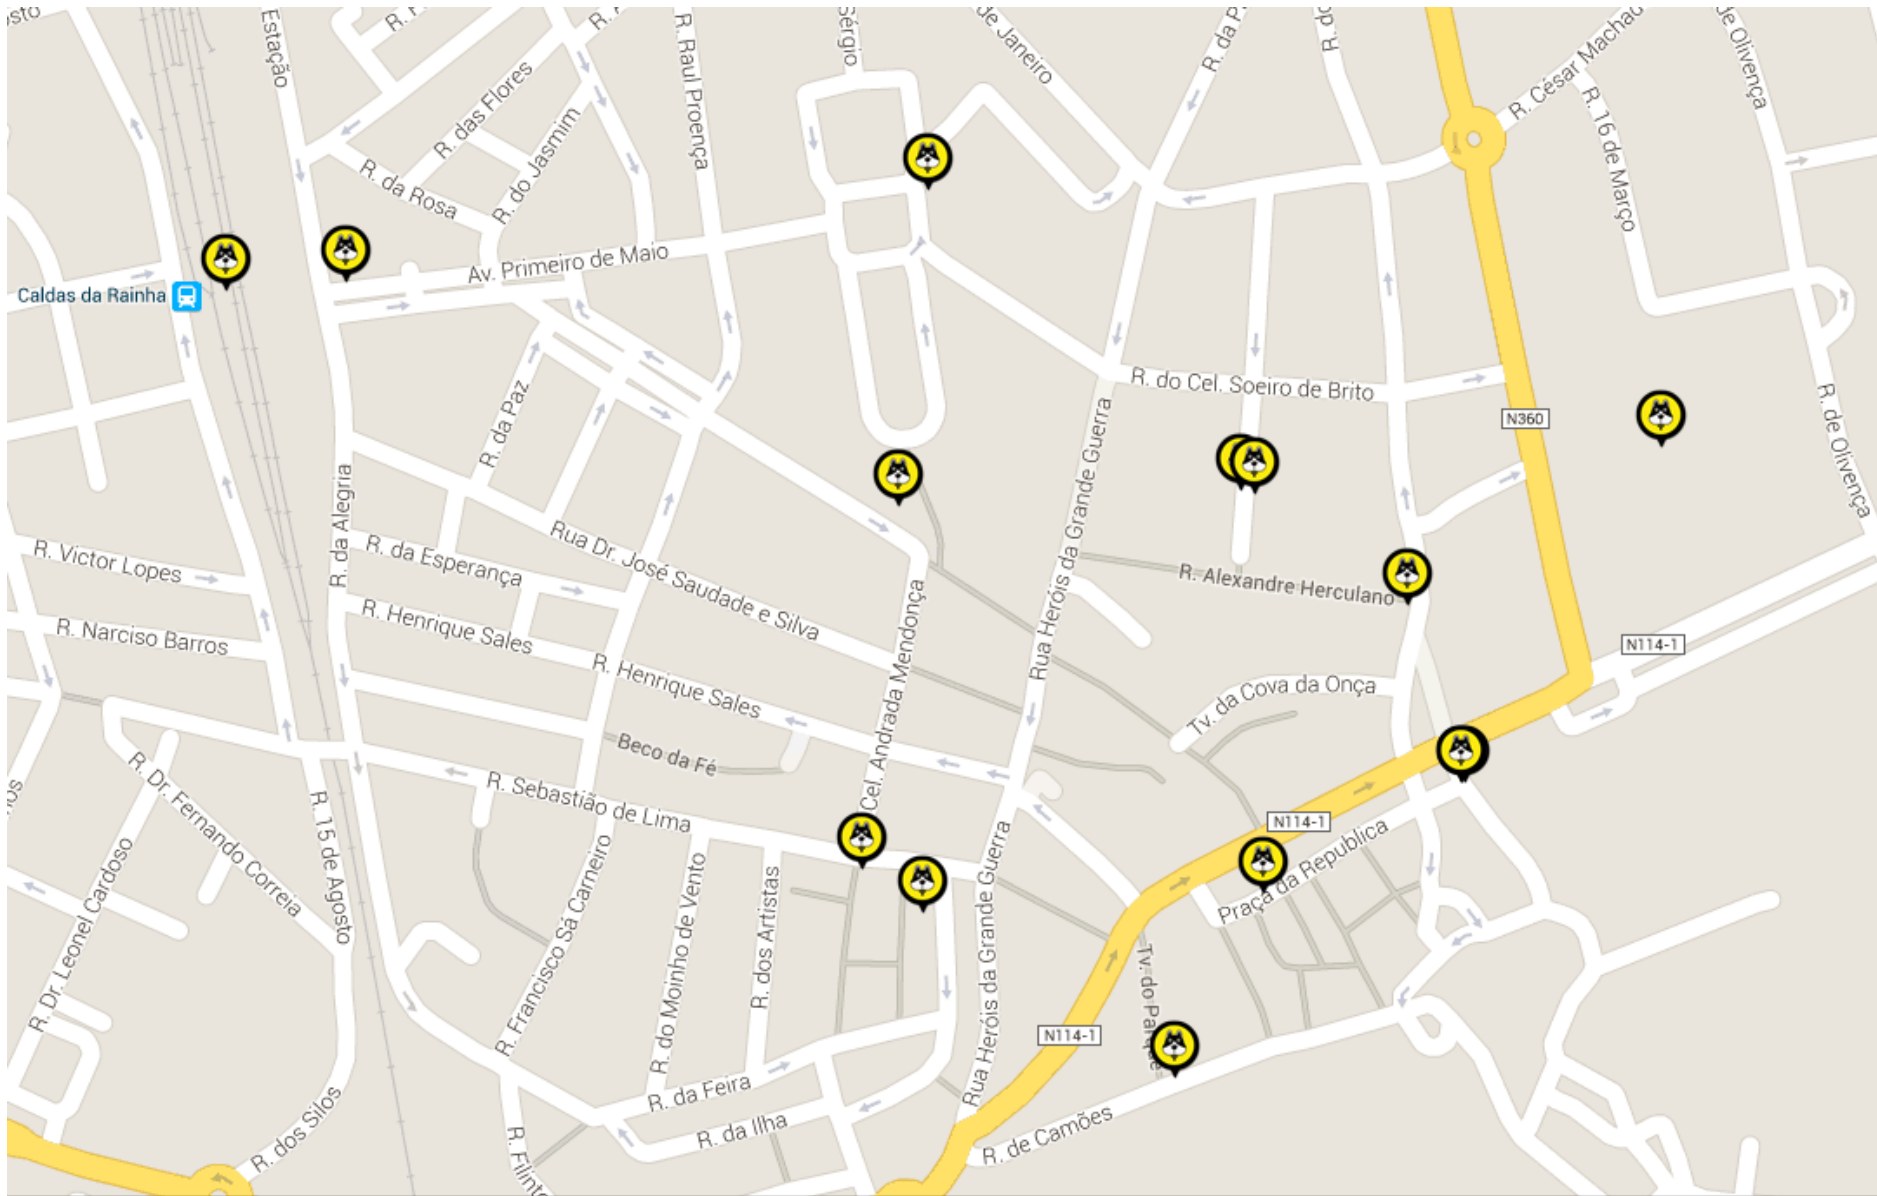 Estação
R. Raul Proença
Sérgio
de Janeiro
R. da
R. César Machado
de Olivença
R. das Flores
R. do Jasmim
R. 16 de Março
R. da Rosa
Av. Primeiro de Maio
Caldas da Rainha
R. do Cel. Soeiro de Brito
N360
R. da Paz
R. de Olivença
R. da Alegria
Rua Heróis da Grande Guerra
R. Victor Lopes
R. da Esperança
Rua Dr. José Saudade e Silva
R. Alexandre Herculano
R. Narciso Barros
R. Henrique Sales
R. Henrique Sales
N114-1
Tv. da Cova da Onça
Cel. Andrada Mendonça
Beco da Fé
R. Sebastião de Lima
R. Dr. Fernando Correia
R. 15 de Agosto
N114-1
Praça da Republica
R. Dr. Leonel Cardoso
R. Francisco Sá Carneiro
R. do Moinho de Vento
R. dos Artistas
Rua Heróis da Grande Guerra
Tv. do Parque
N114-1
R. da Feira
R. da Ilha
R. de Camões
R. dos Silos
R. Filinto